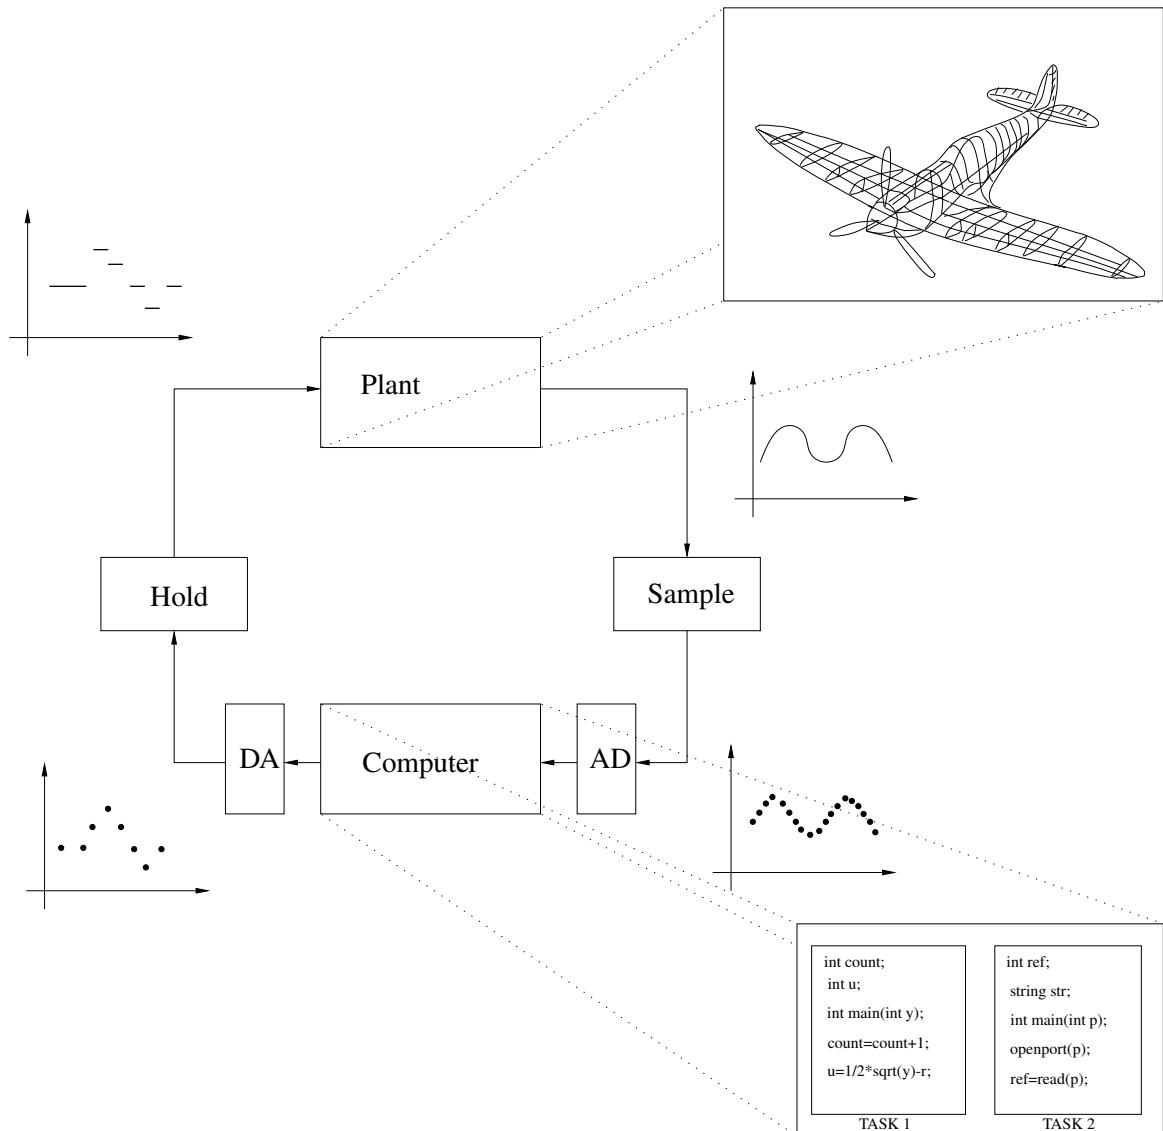 Plant
Hold
Sample
DA
Computer
AD
int count;
int u;
int main(int y);
count=count+1;
u=1/2*sqrt(y)-r;
TASK 1
int ref;
string str;
int main(int p);
openport(p);
ref=read(p);
TASK 2